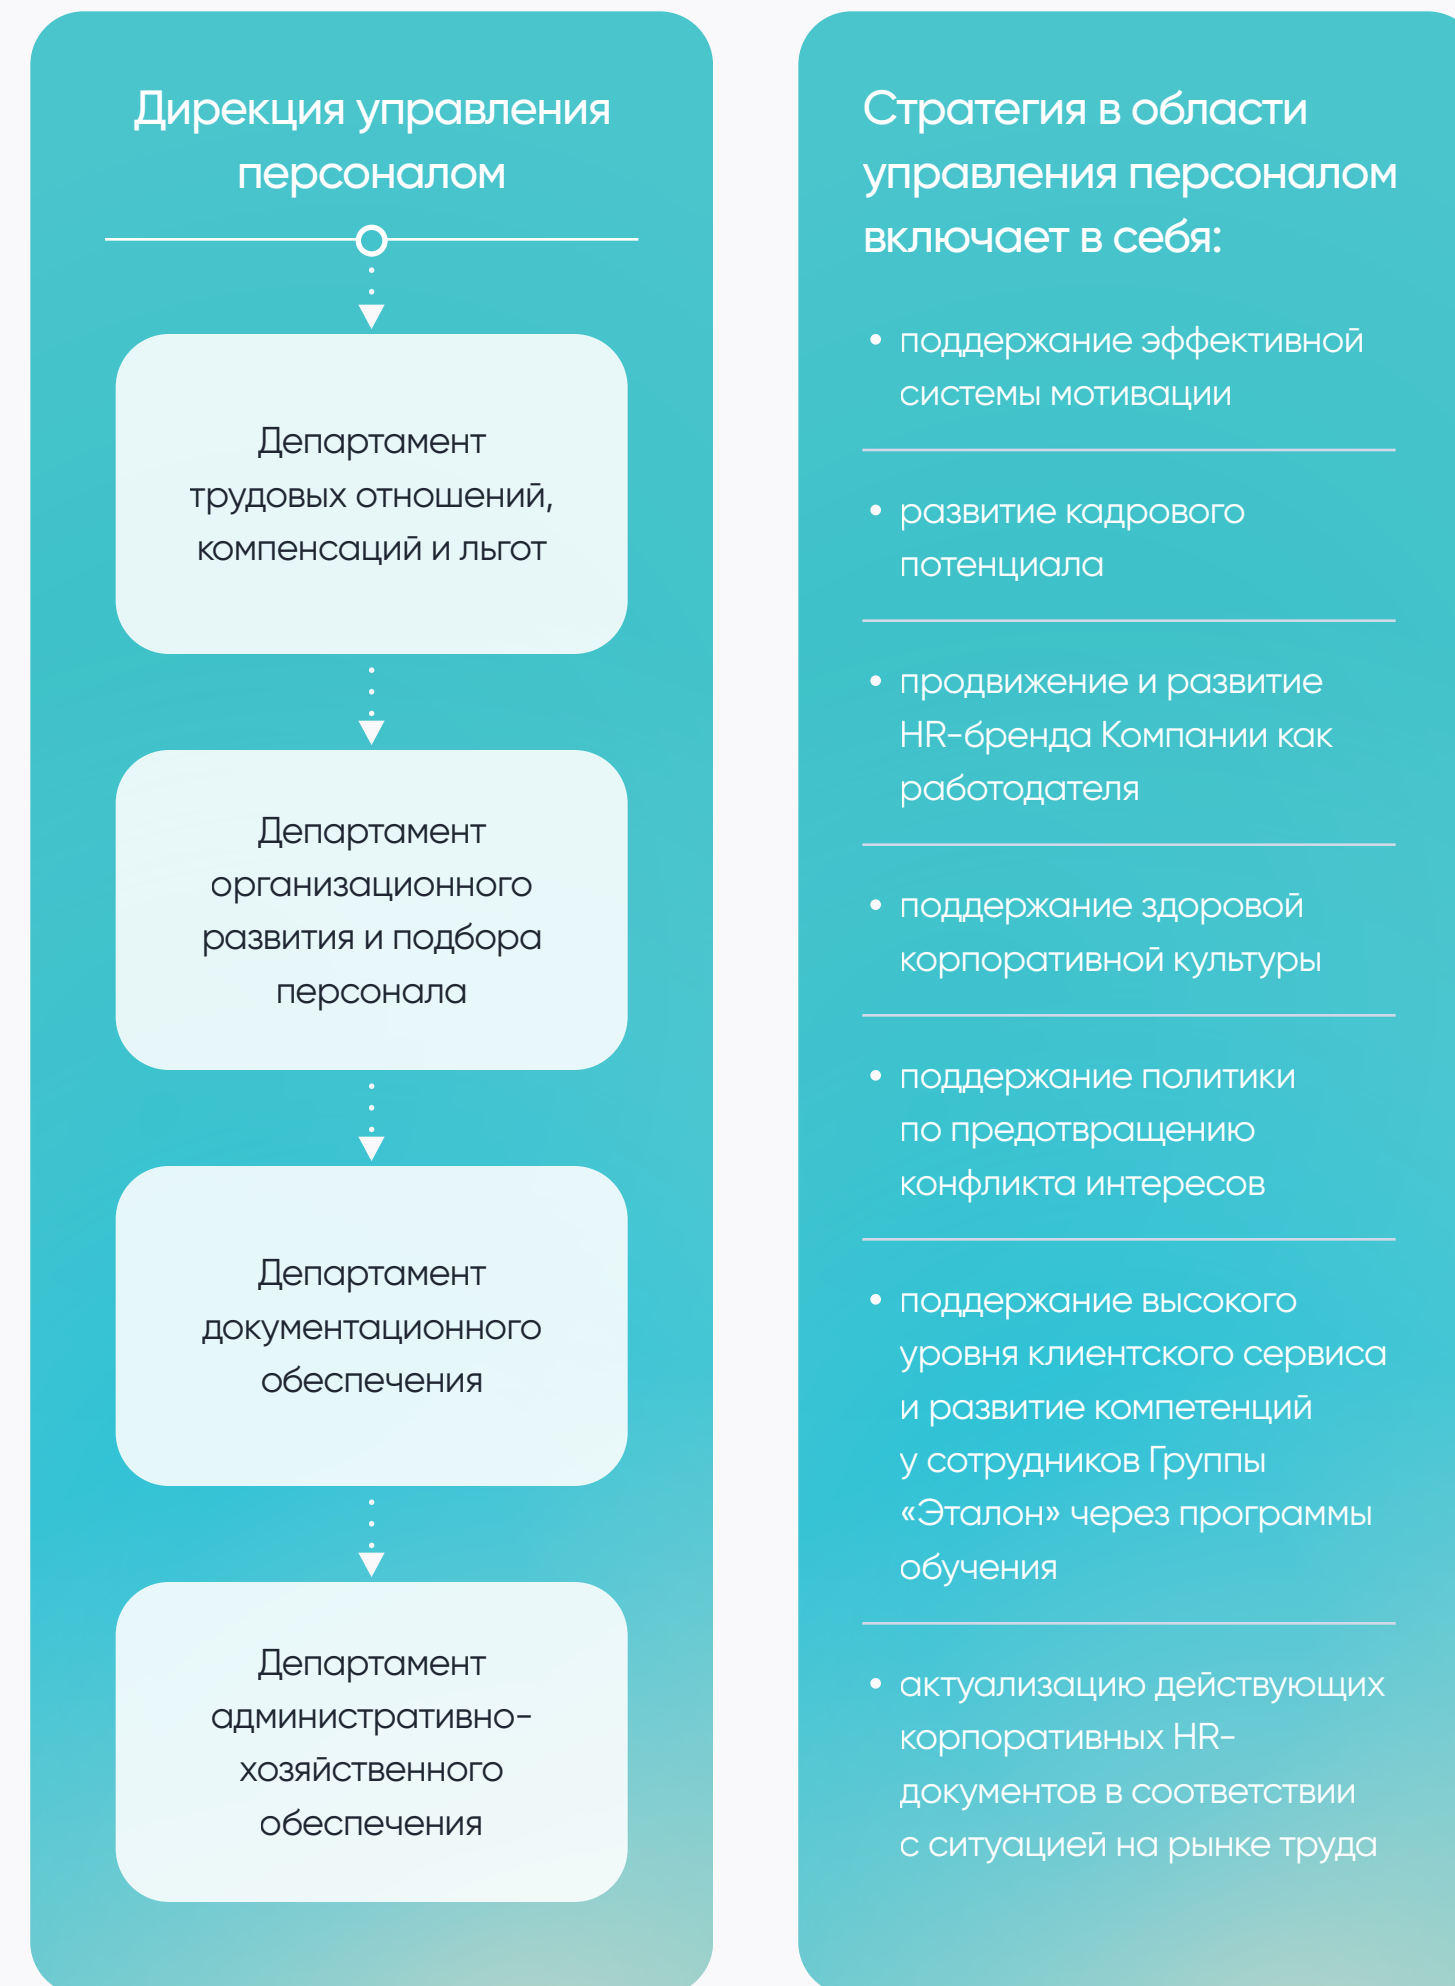 Дирекция управления
персоналом
Департамент
трудовых отношений,
компенсаций и льгот
Департамент
организационного
развития и подбора
персонала
Департамент
документационного
обеспечения
Департамент
административно-
хозяйственного
обеспечения
Стратегия в области
управления персоналом
включает в себя:
• поддержание эффективной
системы мотивации
• развитие кадрового
потенциала
• продвижение и развитие
HR-бренда Компании как
работодателя
• поддержание здоровой
корпоративной культуры
• поддержание политики
по предотвращению
конфликта интересов
• поддержание высокого
уровня клиентского сервиса
и развитие компетенций
у сотрудников Группы
«Эталон» через программы
обучения
• актуализацию действующих
корпоративных HR-
документов в соответствии
с ситуацией на рынке труда